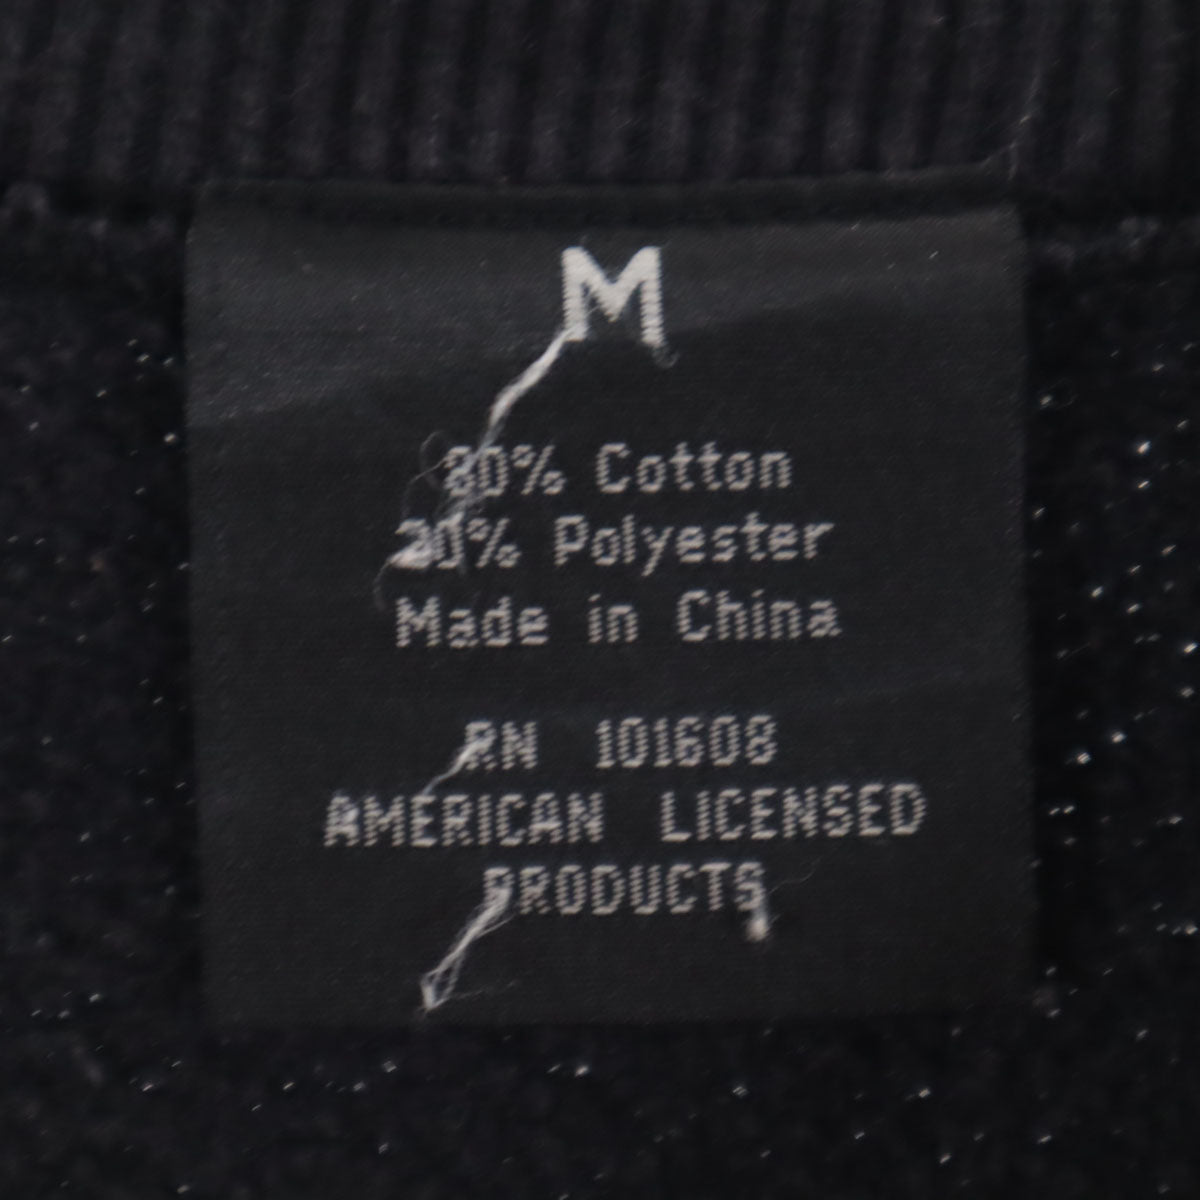 M
80% Cotton
20% Polyester
Made in China
RN 101608
AMERICAN LICENSED
PRODUCTS